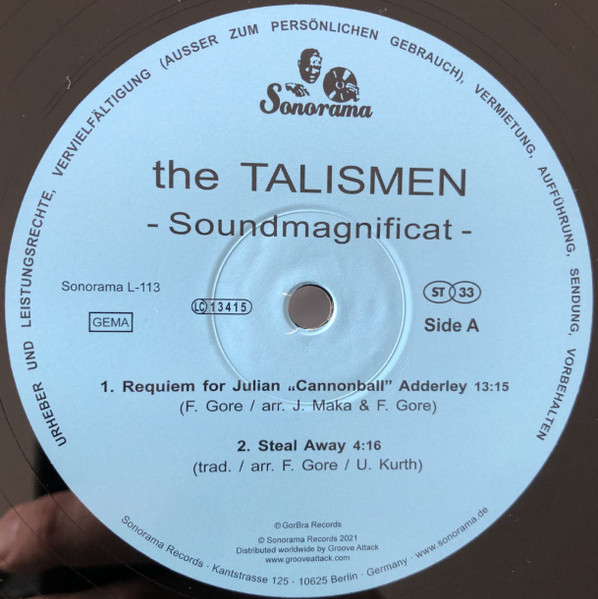 URHEBER UND LEISTUNGSRECHTE, VERVIELFÄLTIGUNG (AUSSER ZUM PERSÖNLICHEN GEBRAUCH), VERMIETUNG, AUFFÜHRUNG, SENDUNG, VORBEHALTEN
Sonorama
the TALISMEN
- Soundmagnificat -
Sonorama L-113
GEMA
LC 13415
ST 33
Side A
1. Requiem for Julian „Cannonball” Adderley 13:15
(F. Gore / arr. J. Maka & F. Gore)
2. Steal Away 4:16
(trad. / arr. F. Gore / U. Kurth)
℗ GorBra Records
© Sonorama Records 2021
Distributed worldwide by Groove Attack
www.grooveattack.com
Sonorama Records · Kantstrasse 125 · 10625 Berlin · Germany · www.sonorama.de